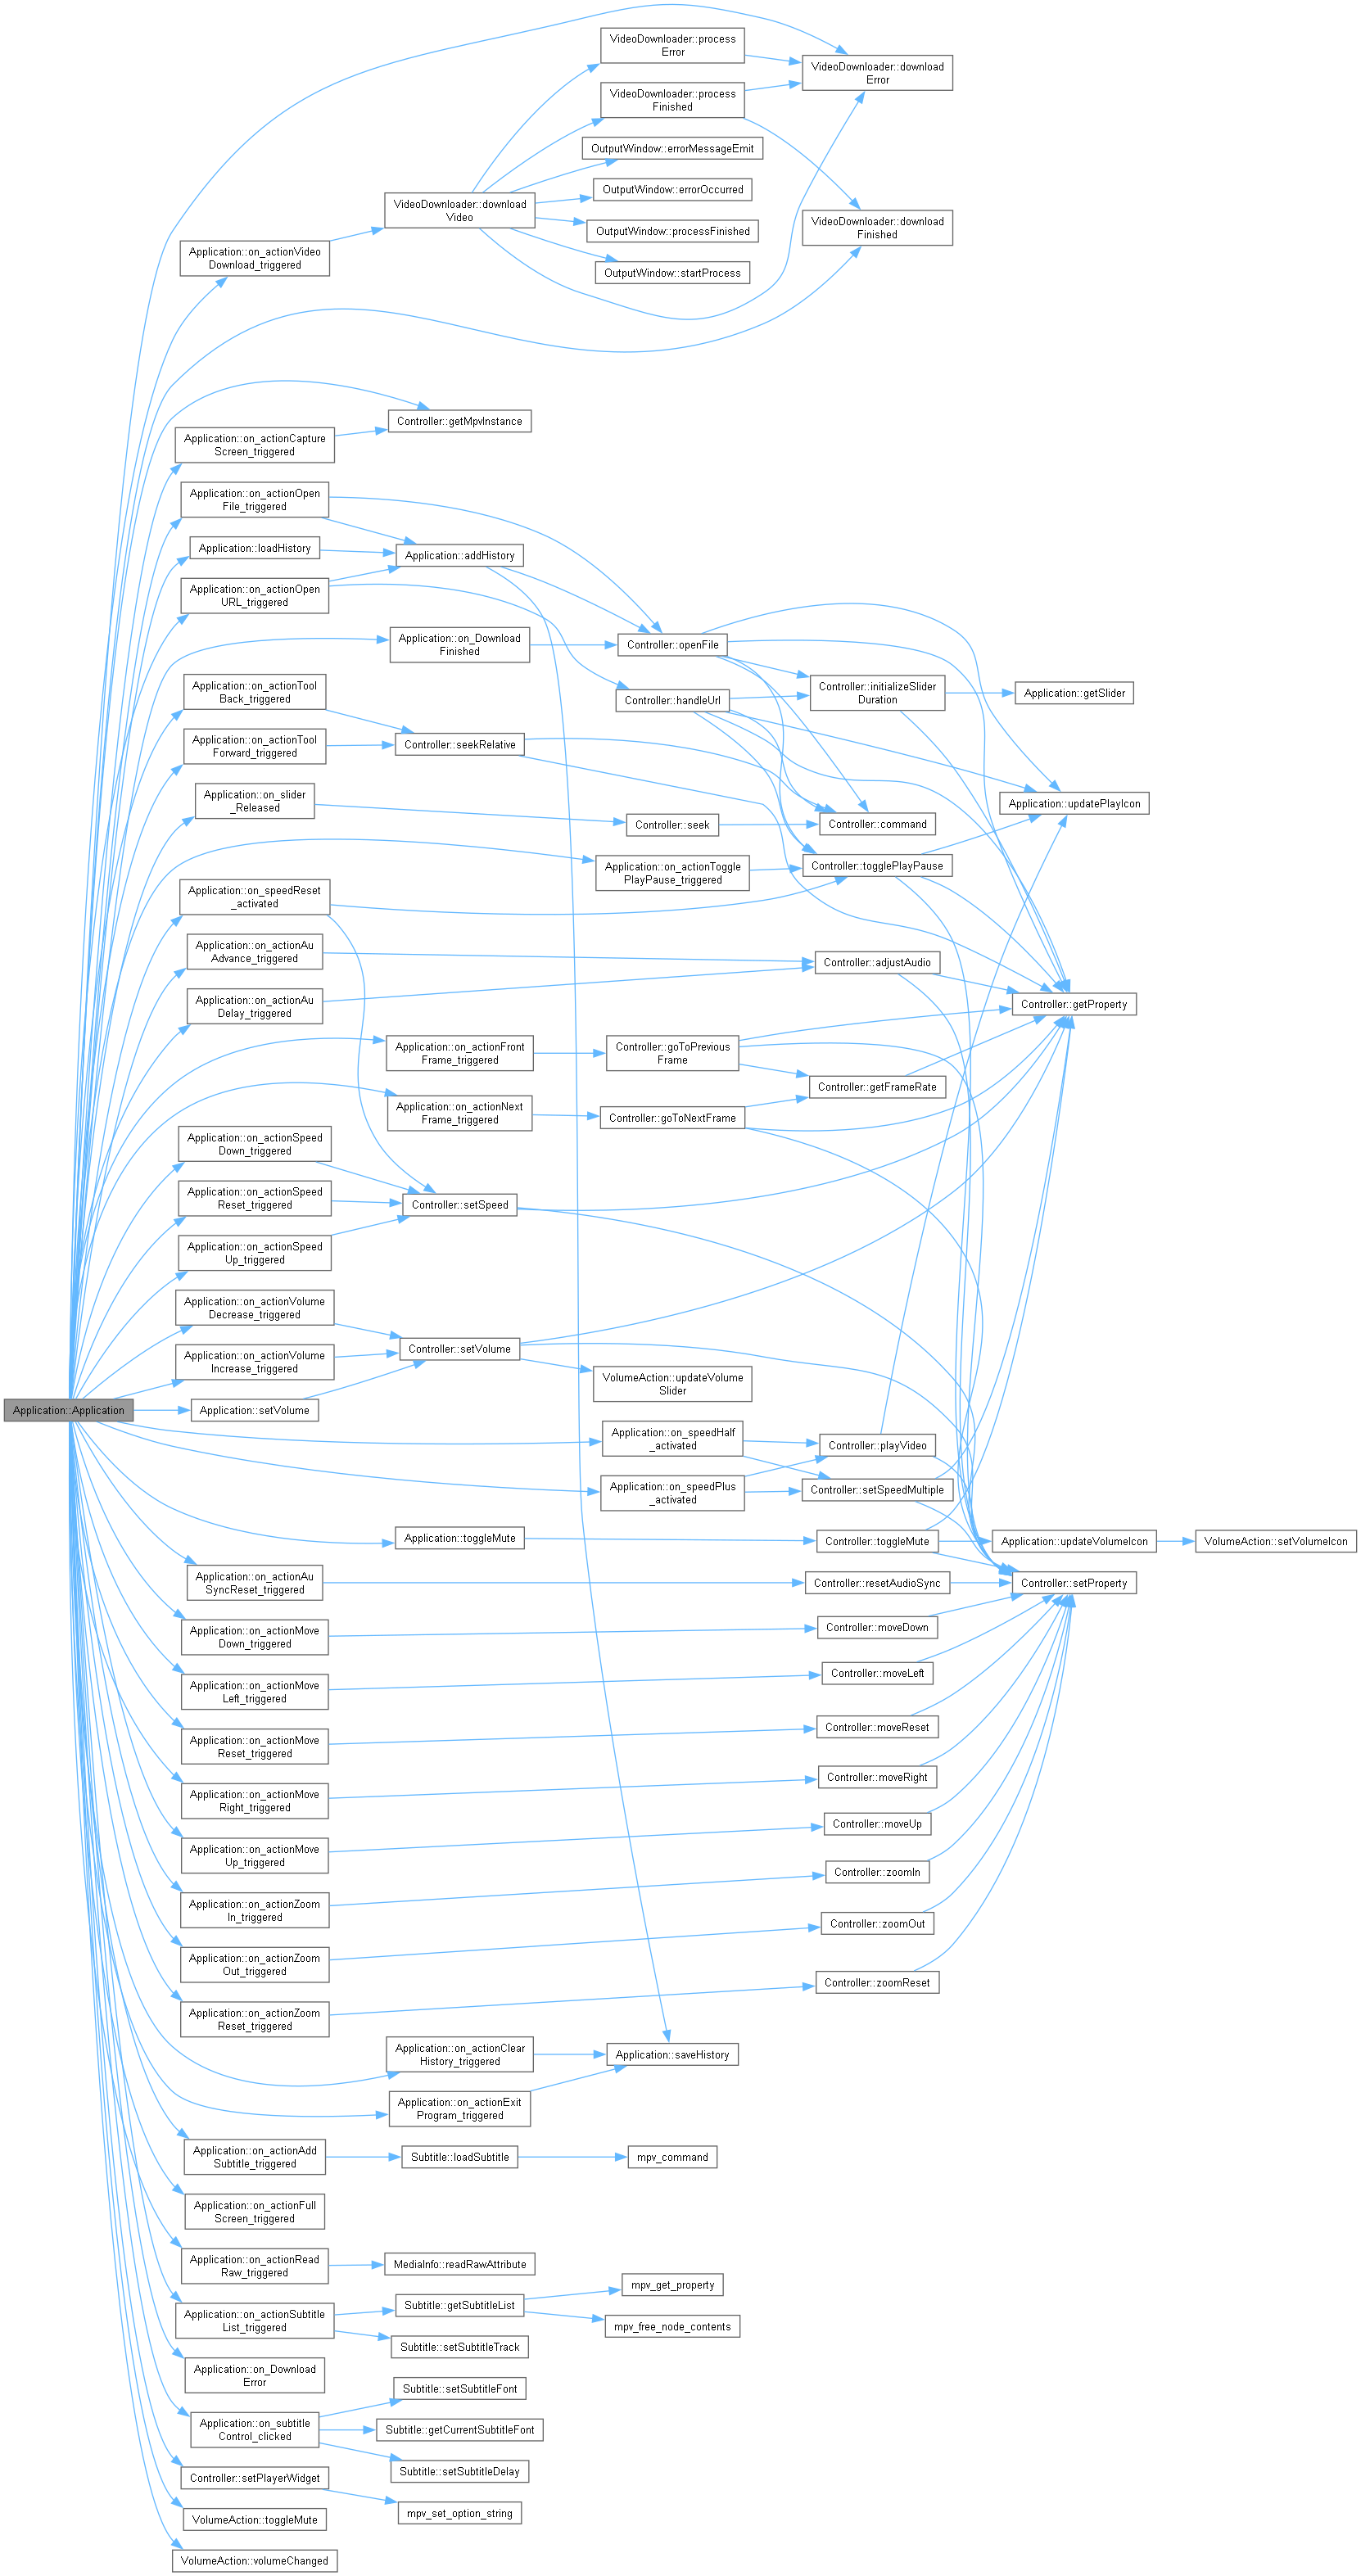 VideoDownloader::process
Error
VideoDownloader::download
Error
VideoDownloader::process
Finished
OutputWindow::errorMessageEmit
OutputWindow::errorOccurred
VideoDownloader::download
Video
VideoDownloader::download
Finished
OutputWindow::processFinished
Application::on_actionVideo
Download_triggered
OutputWindow::startProcess
Controller::getMpvInstance
Application::on_actionCapture
Screen_triggered
Application::on_actionOpen
File_triggered
Application::loadHistory
Application::addHistory
Application::on_actionOpen
URL_triggered
Application::on_Download
Finished
Controller::openFile
Application::on_actionTool
Back_triggered
Controller::handleUrl
Controller::initializeSlider
Duration
Application::getSlider
Application::on_actionTool
Forward_triggered
Controller::seekRelative
Application::on_slider
_Released
Application::updatePlayIcon
Controller::seek
Controller::command
Application::on_actionToggle
PlayPause_triggered
Controller::togglePlayPause
Application::on_speedReset
_activated
Application::on_actionAu
Advance_triggered
Controller::adjustAudio
Application::on_actionAu
Delay_triggered
Controller::getProperty
Application::on_actionFront
Frame_triggered
Controller::goToPrevious
Frame
Controller::getFrameRate
Application::on_actionNext
Frame_triggered
Controller::goToNextFrame
Application::on_actionSpeed
Down_triggered
Application::on_actionSpeed
Reset_triggered
Controller::setSpeed
Application::on_actionSpeed
Up_triggered
Application::on_actionVolume
Decrease_triggered
Controller::setVolume
Application::on_actionVolume
Increase_triggered
VolumeAction::updateVolume
Slider
Application::Application
Application::setVolume
Application::on_speedHalf
_activated
Controller::playVideo
Application::on_speedPlus
_activated
Controller::setSpeedMultiple
Application::toggleMute
Controller::toggleMute
Application::updateVolumeIcon
VolumeAction::setVolumeIcon
Application::on_actionAu
SyncReset_triggered
Controller::resetAudioSync
Controller::setProperty
Application::on_actionMove
Down_triggered
Controller::moveDown
Application::on_actionMove
Left_triggered
Controller::moveLeft
Application::on_actionMove
Reset_triggered
Controller::moveReset
Application::on_actionMove
Right_triggered
Controller::moveRight
Application::on_actionMove
Up_triggered
Controller::moveUp
Application::on_actionZoom
In_triggered
Controller::zoomIn
Application::on_actionZoom
Out_triggered
Controller::zoomOut
Application::on_actionZoom
Reset_triggered
Controller::zoomReset
Application::on_actionClear
History_triggered
Application::saveHistory
Application::on_actionExit
Program_triggered
Application::on_actionAdd
Subtitle_triggered
Subtitle::loadSubtitle
mpv_command
Application::on_actionFull
Screen_triggered
Application::on_actionRead
Raw_triggered
MediaInfo::readRawAttribute
Application::on_actionSubtitle
List_triggered
Subtitle::getSubtitleList
mpv_get_property
mpv_free_node_contents
Subtitle::setSubtitleTrack
Application::on_Download
Error
Subtitle::setSubtitleFont
Application::on_subtitle
Control_clicked
Subtitle::getCurrentSubtitleFont
Subtitle::setSubtitleDelay
Controller::setPlayerWidget
mpv_set_option_string
VolumeAction::toggleMute
VolumeAction::volumeChanged